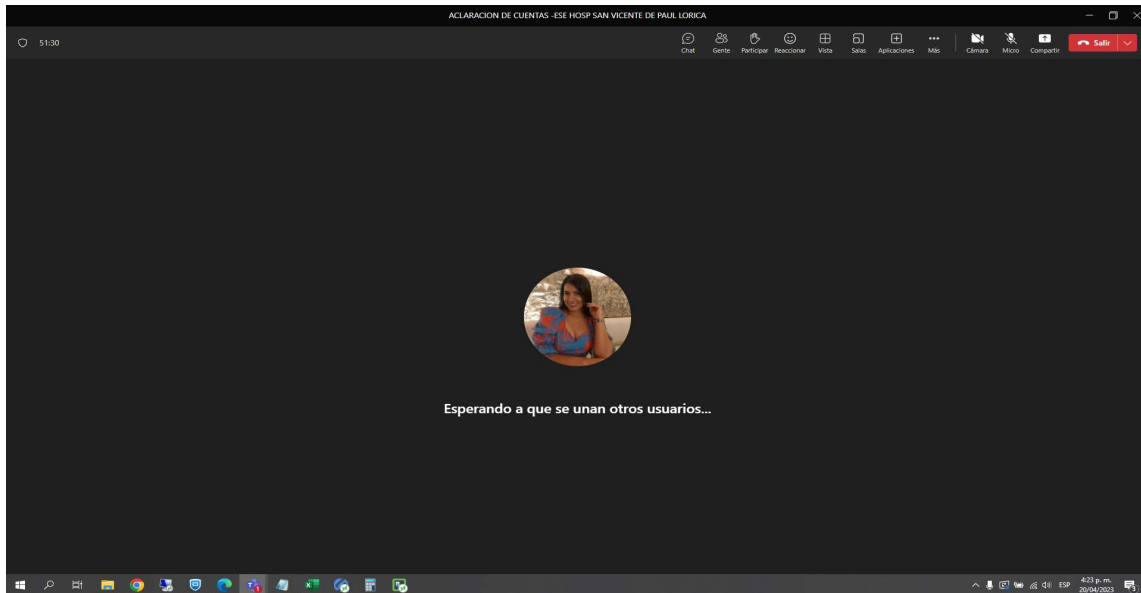 ACLARACION DE CUENTAS -ESE HOSP SAN VICENTE DE PAUL LORICA
51:30
Chat Gente Participar Reaccionar Vista Salas Aplicaciones Más Cámara Micro Compartir Salir
Esperando a que se unan otros usuarios...
ESP 4:23 p. m.
20/04/2023